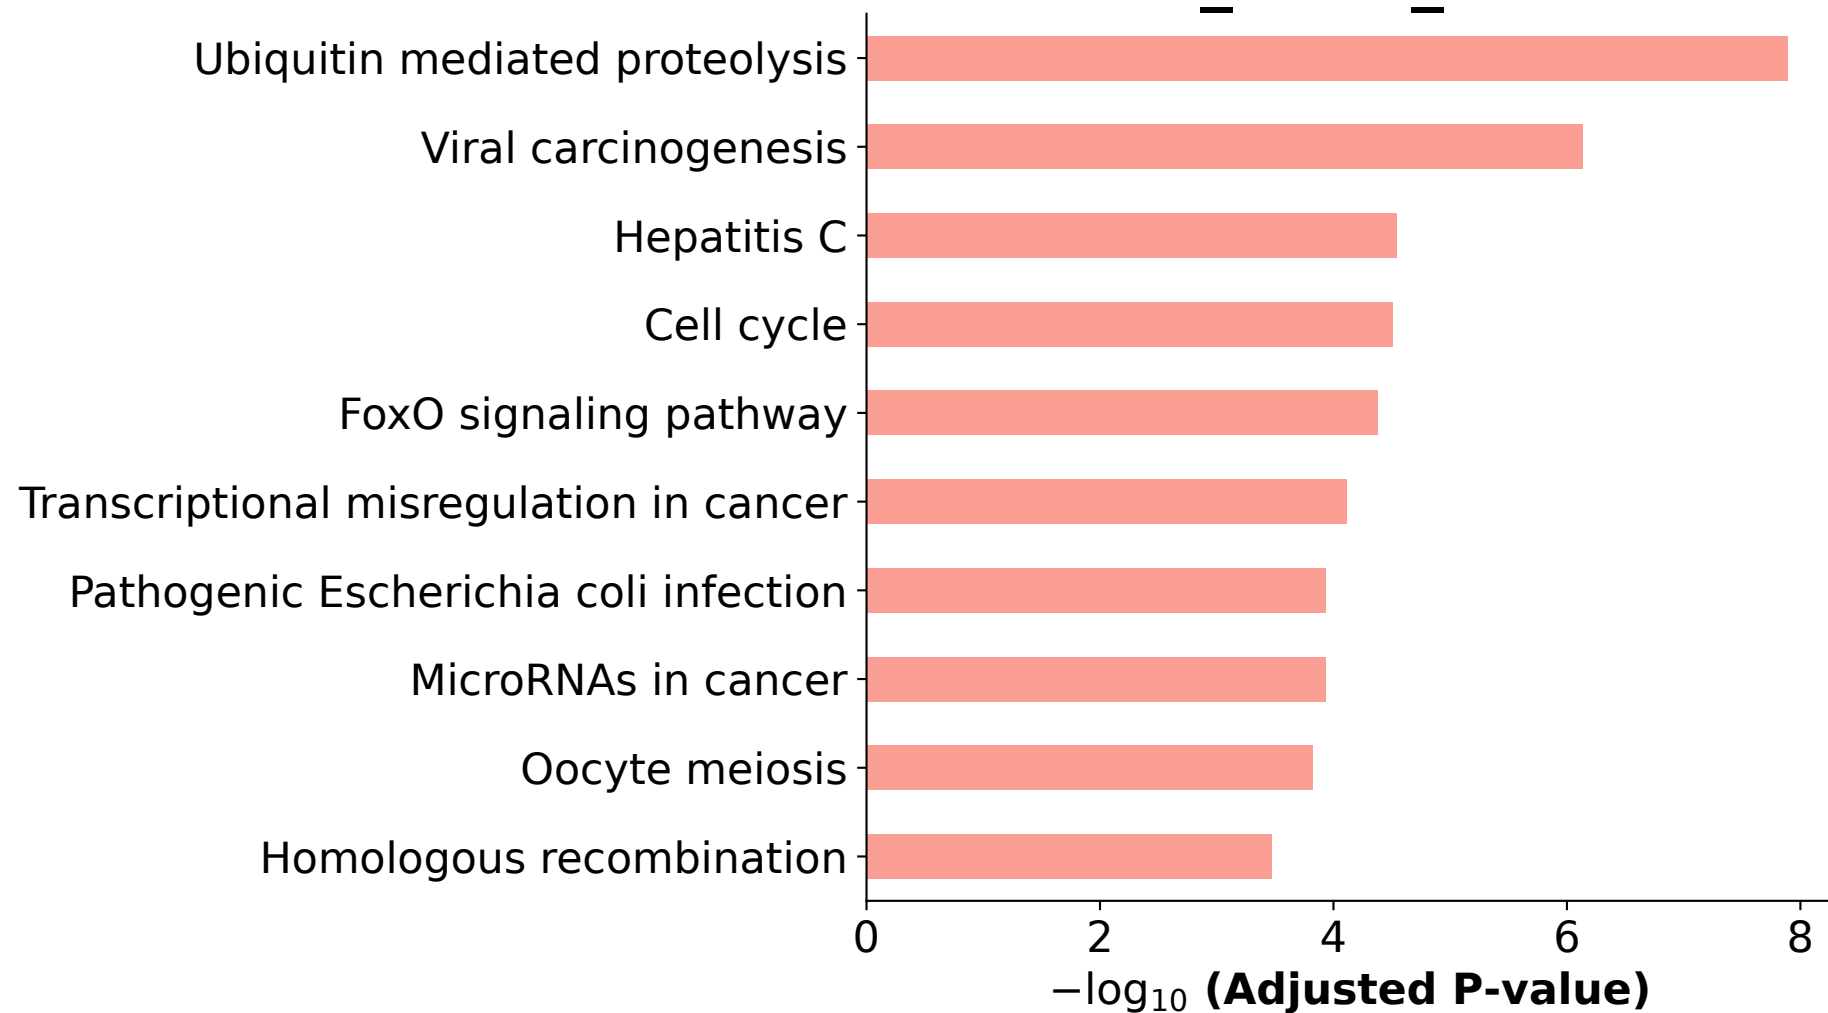 Ubiquitin mediated proteolysis
Viral carcinogenesis
Hepatitis C
Cell cycle
FoxO signaling pathway
Transcriptional misregulation in cancer
Pathogenic Escherichia coli infection
MicroRNAs in cancer
Oocyte meiosis
Homologous recombination
0 2 4 6 8
−log₁₀ (Adjusted P-value)